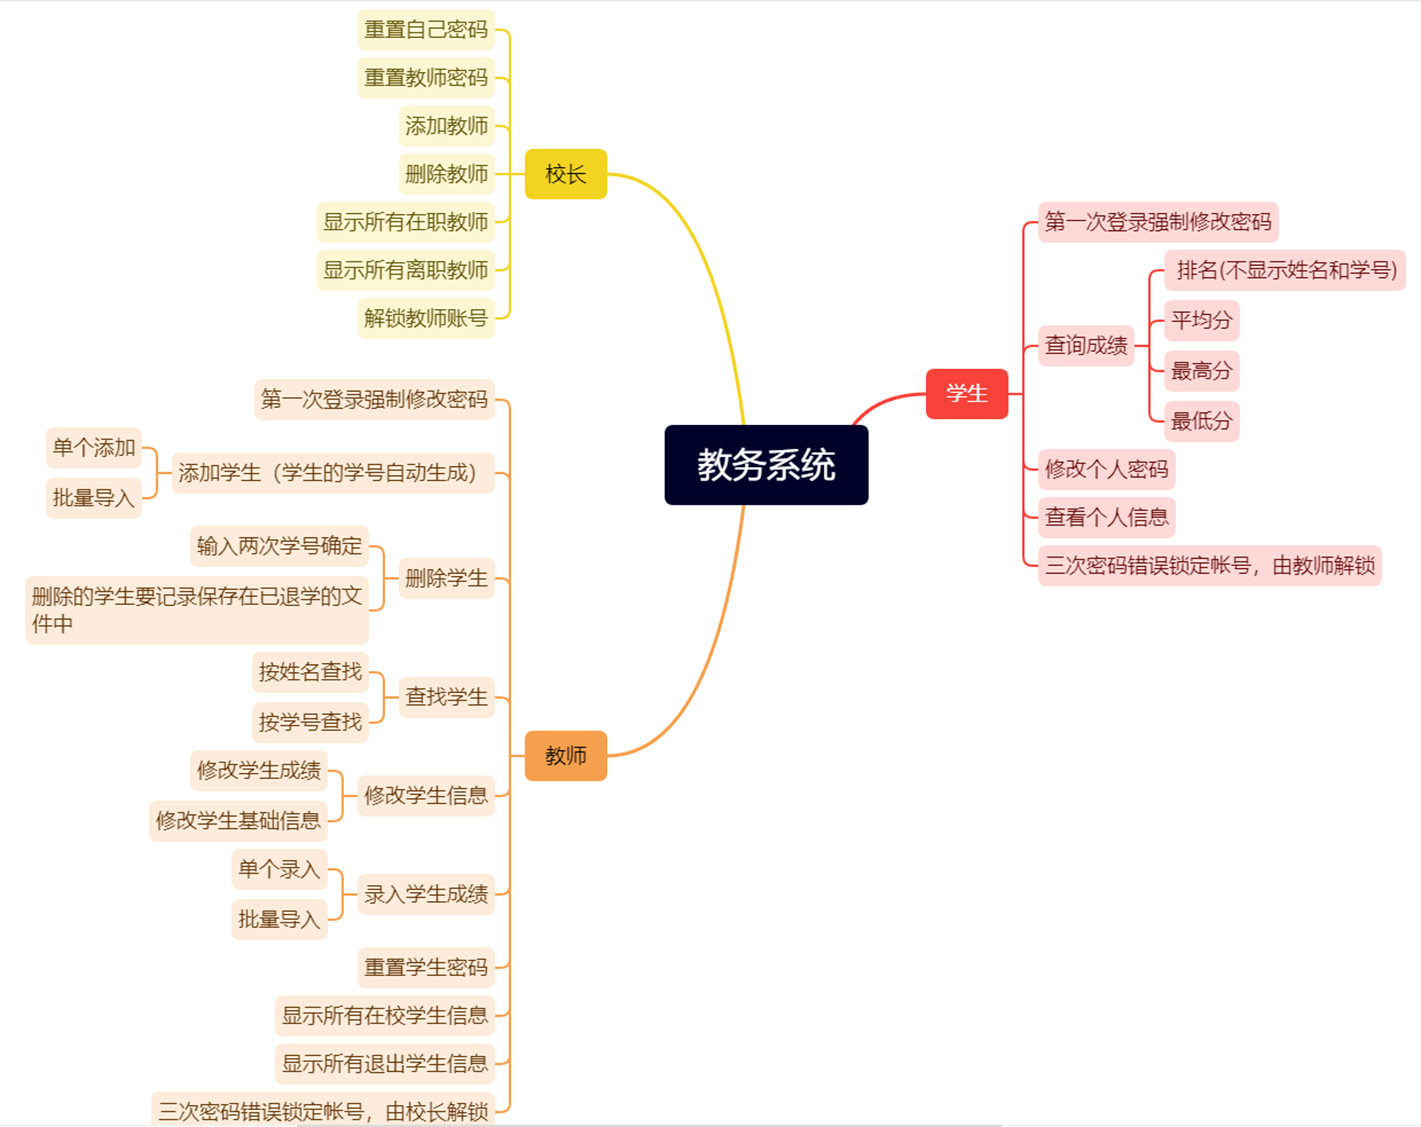 教务系统
校长
重置自己密码
重置教师密码
添加教师
删除教师
显示所有在职教师
显示所有离职教师
解锁教师账号
教师
第一次登录强制修改密码
添加学生（学生的学号自动生成）
单个添加
批量导入
删除学生
输入两次学号确定
删除的学生要记录保存在已退学的文
件中
查找学生
按姓名查找
按学号查找
修改学生信息
修改学生成绩
修改学生基础信息
录入学生成绩
单个录入
批量导入
重置学生密码
显示所有在校学生信息
显示所有退出学生信息
三次密码错误锁定帐号，由校长解锁
学生
第一次登录强制修改密码
查询成绩
排名(不显示姓名和学号)
平均分
最高分
最低分
修改个人密码
查看个人信息
三次密码错误锁定帐号，由教师解锁